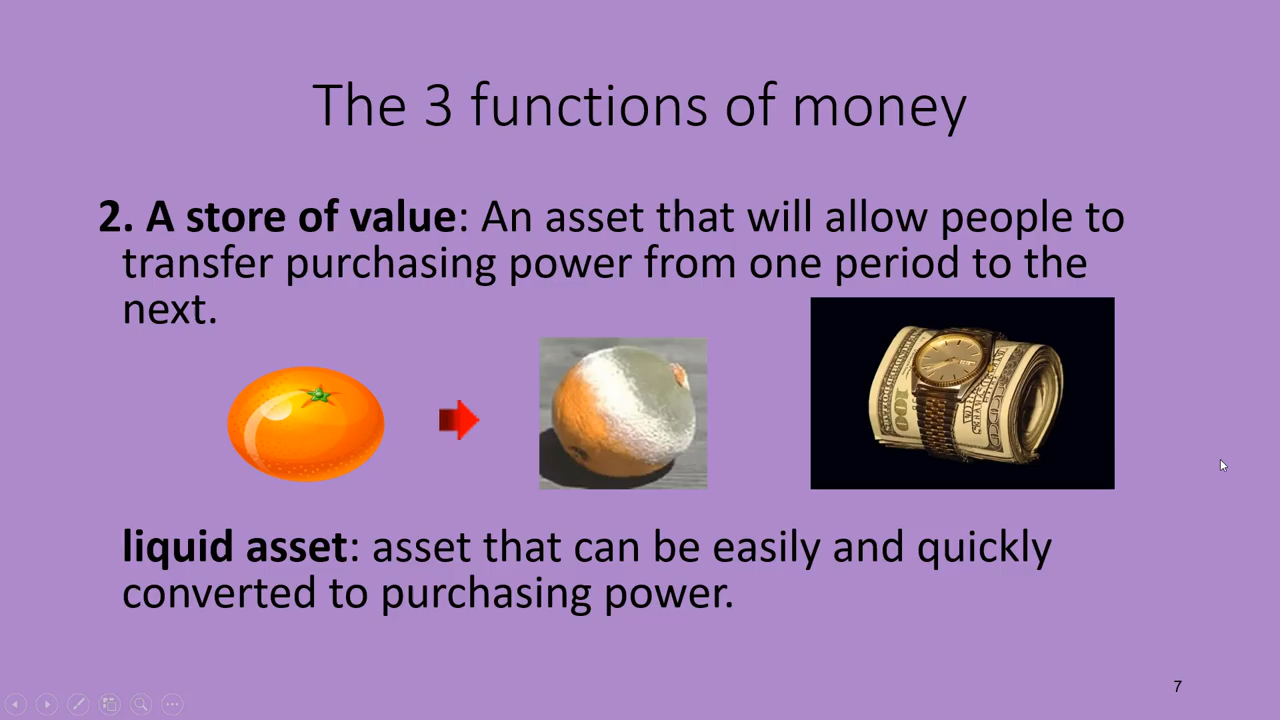 The 3 functions of money
2. A store of value: An asset that will allow people to
transfer purchasing power from one period to the
next.
100
liquid asset: asset that can be easily and quickly
converted to purchasing power.
7